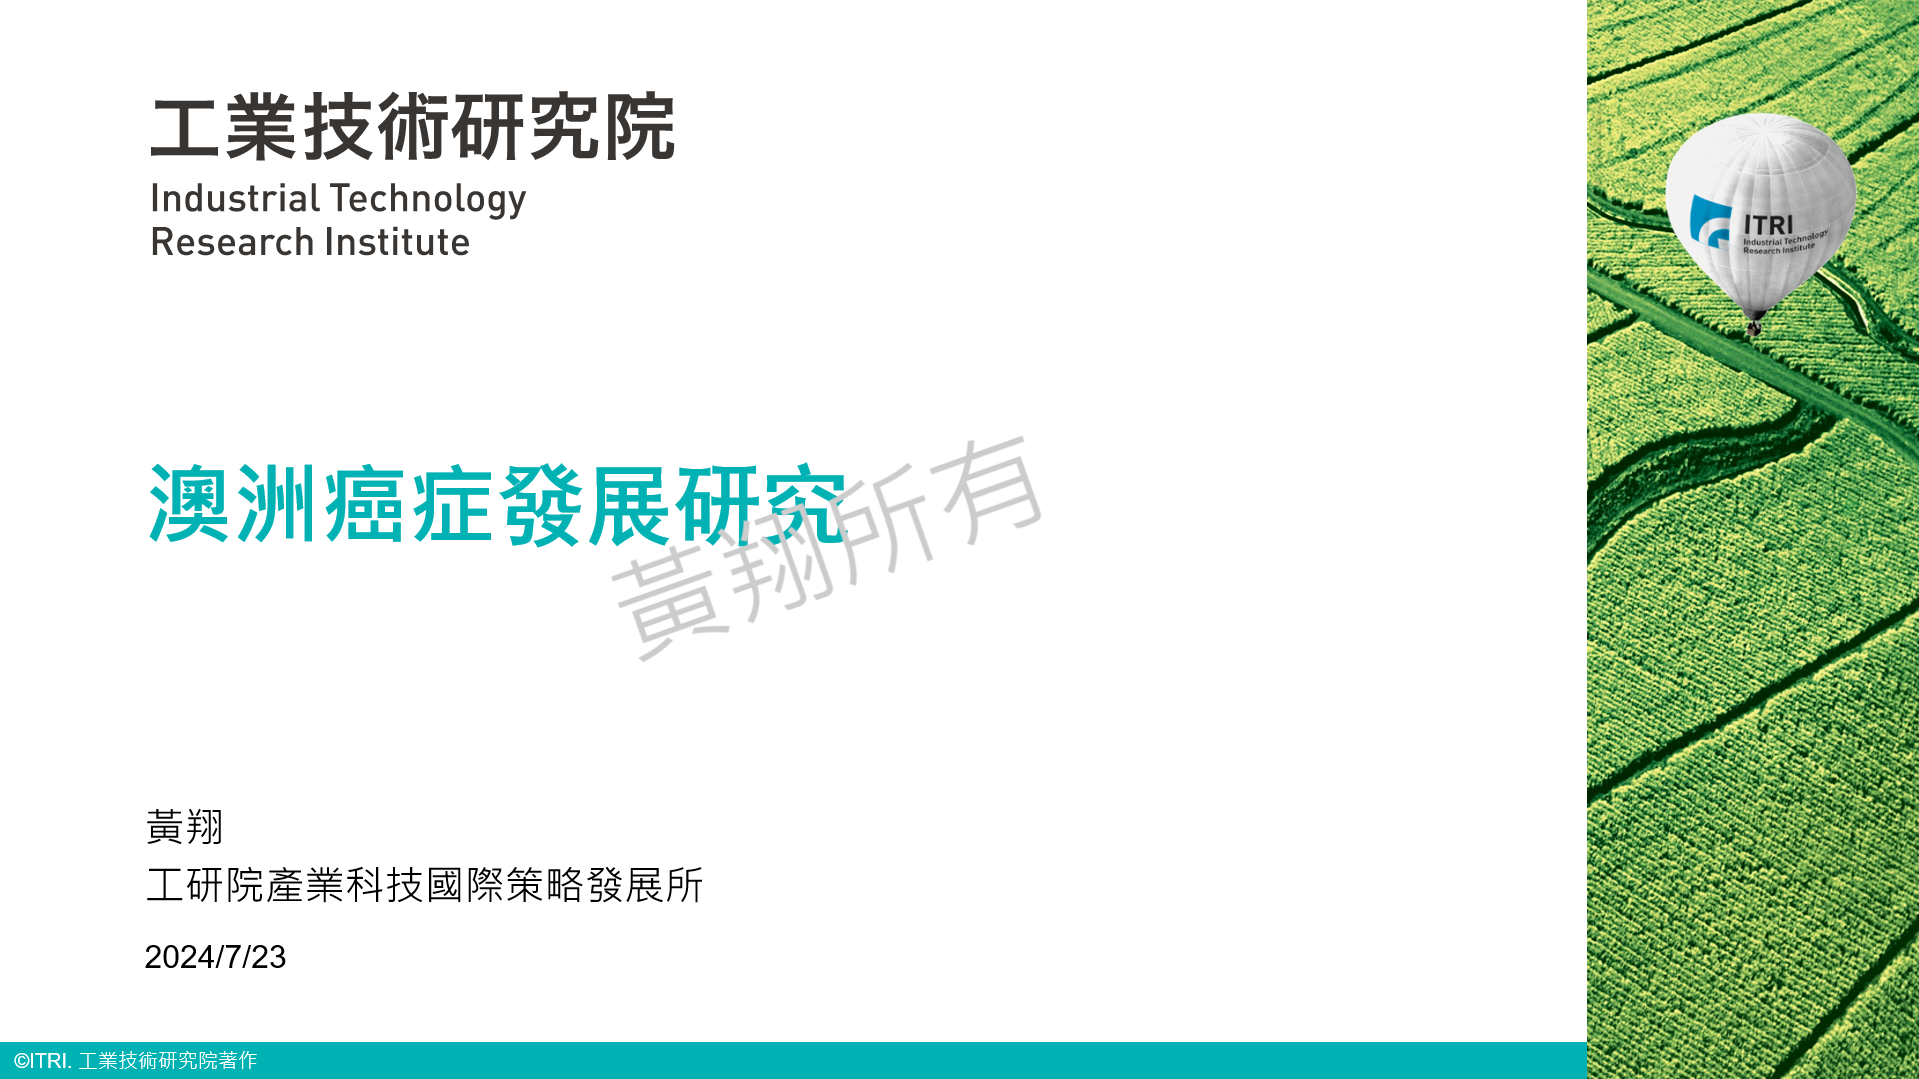 工業技術研究院
Industrial Technology
Research Institute
ITRI
Industrial Technology
Research Institute
澳洲癌症發展研究
黃翔所有
黃翔
工研院產業科技國際策略發展所
2024/7/23
©ITRI. 工業技術研究院著作